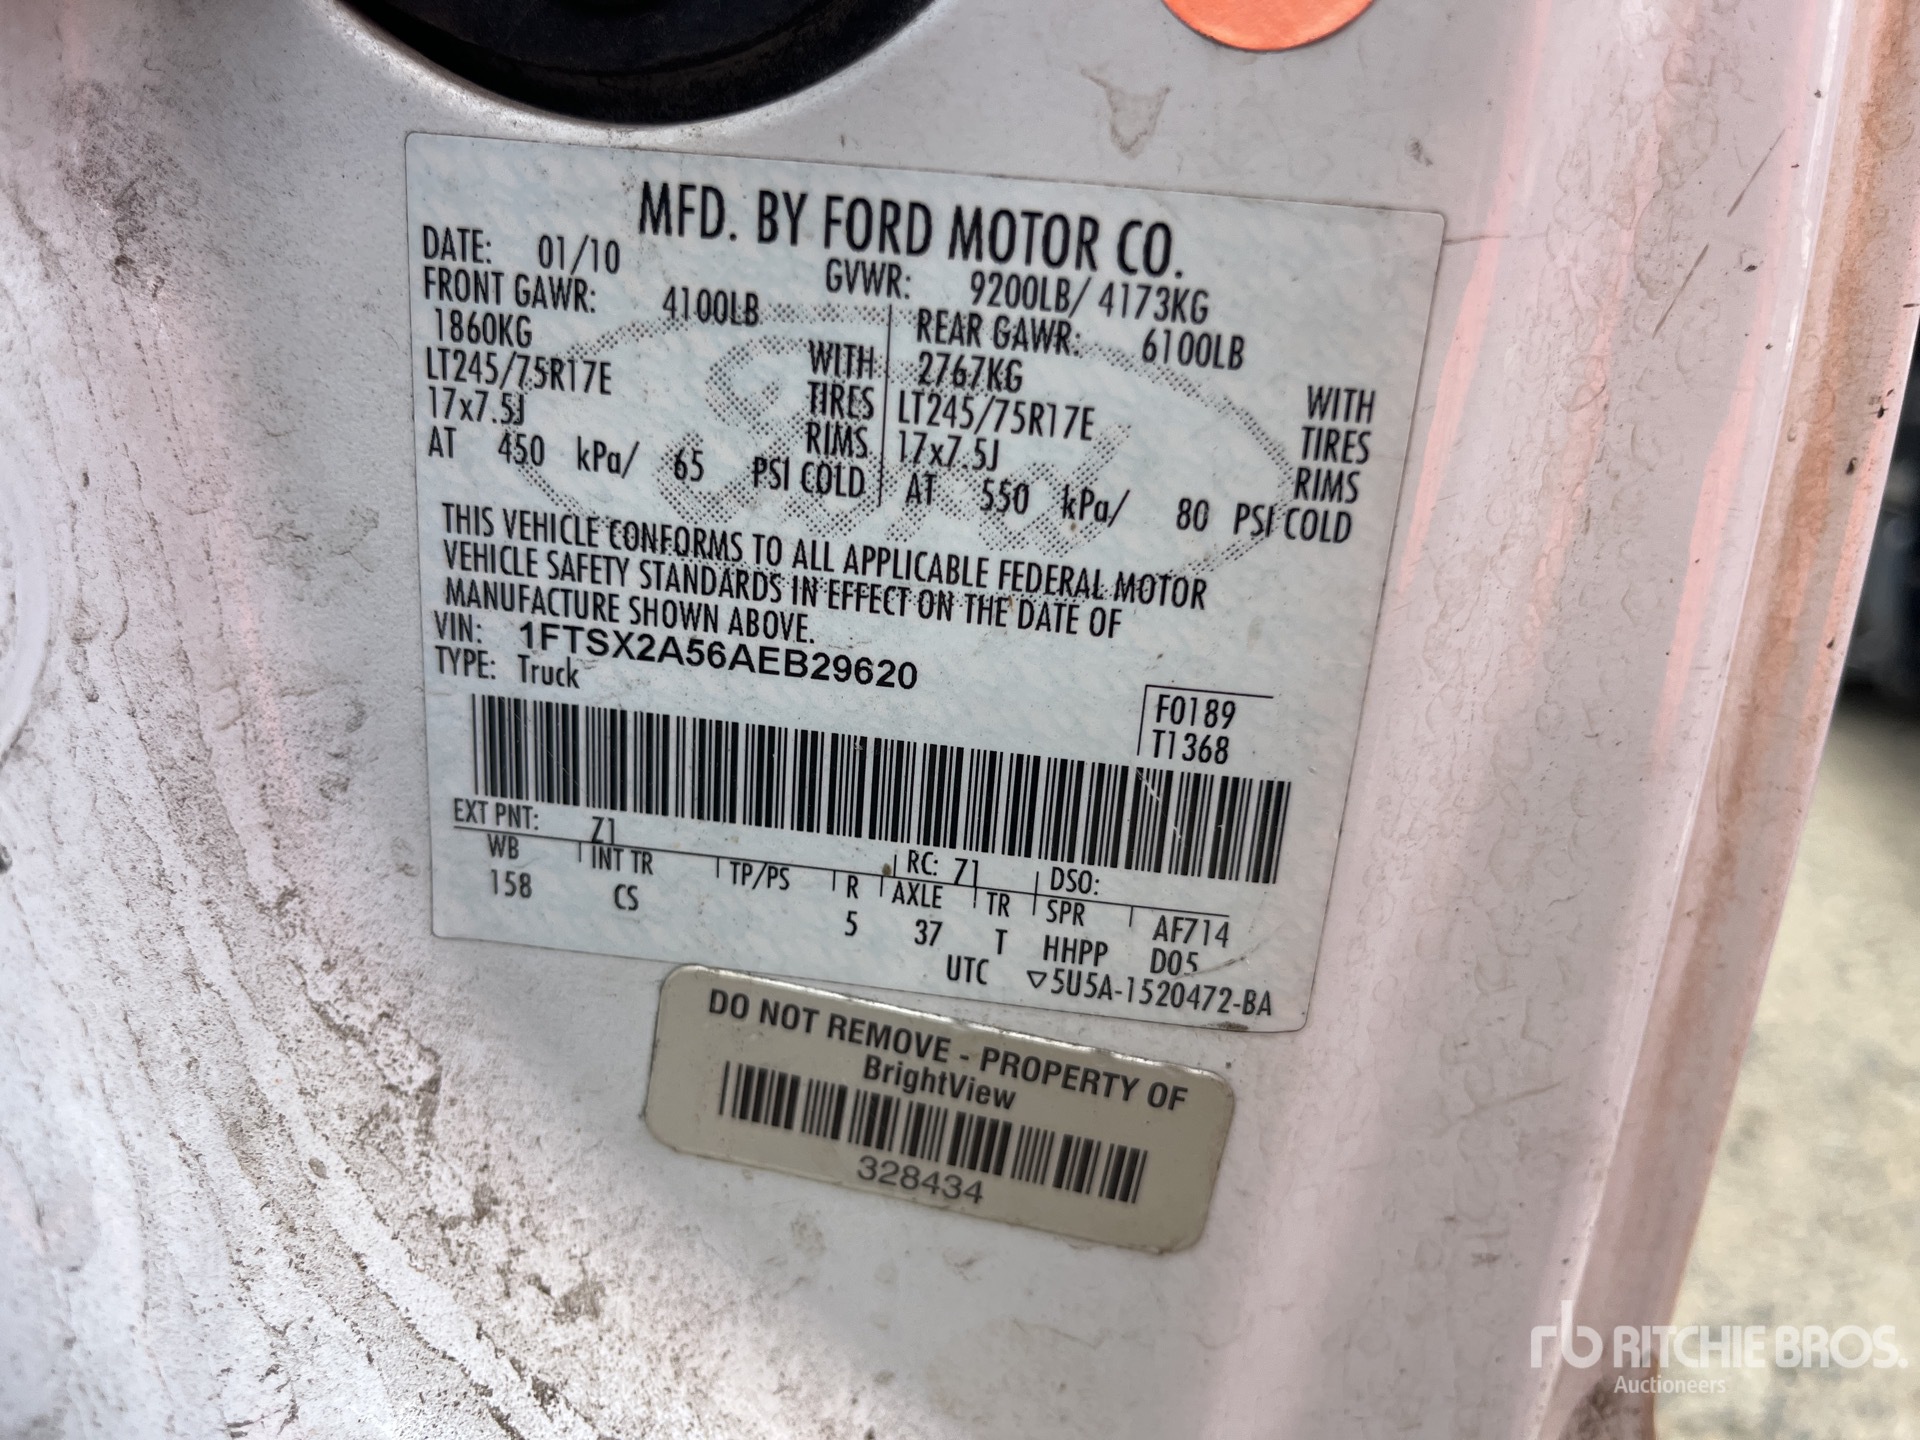 MFD. BY FORD MOTOR CO.
DATE: 01/10 GVWR: 9200LB/ 4173KG
FRONT GAWR: 4100LB REAR GAWR: 6100LB
1860KG WITH 2767KG WITH
LT245/75R17E TIRES LT245/75R17E TIRES
17x7.5J RIMS 17x7.5J RIMS
AT 450 kPa/ 65 PSI COLD AT 550 kPa/ 80 PSI COLD
THIS VEHICLE CONFORMS TO ALL APPLICABLE FEDERAL MOTOR
VEHICLE SAFETY STANDARDS IN EFFECT ON THE DATE OF
MANUFACTURE SHOWN ABOVE.
VIN: 1FTSX2A56AEB29620
TYPE: Truck
F0189
T1368
EXT PNT: Z1 RC: 71 DSO:
WB INT TR TP/PS R AXLE TR SPR AF714
158 CS 5 37 T HHPP D05
UTC ▽5U5A-1520472-BA
DO NOT REMOVE - PROPERTY OF
BrightView
328434
rb RITCHIE BROS.
Auctioneers